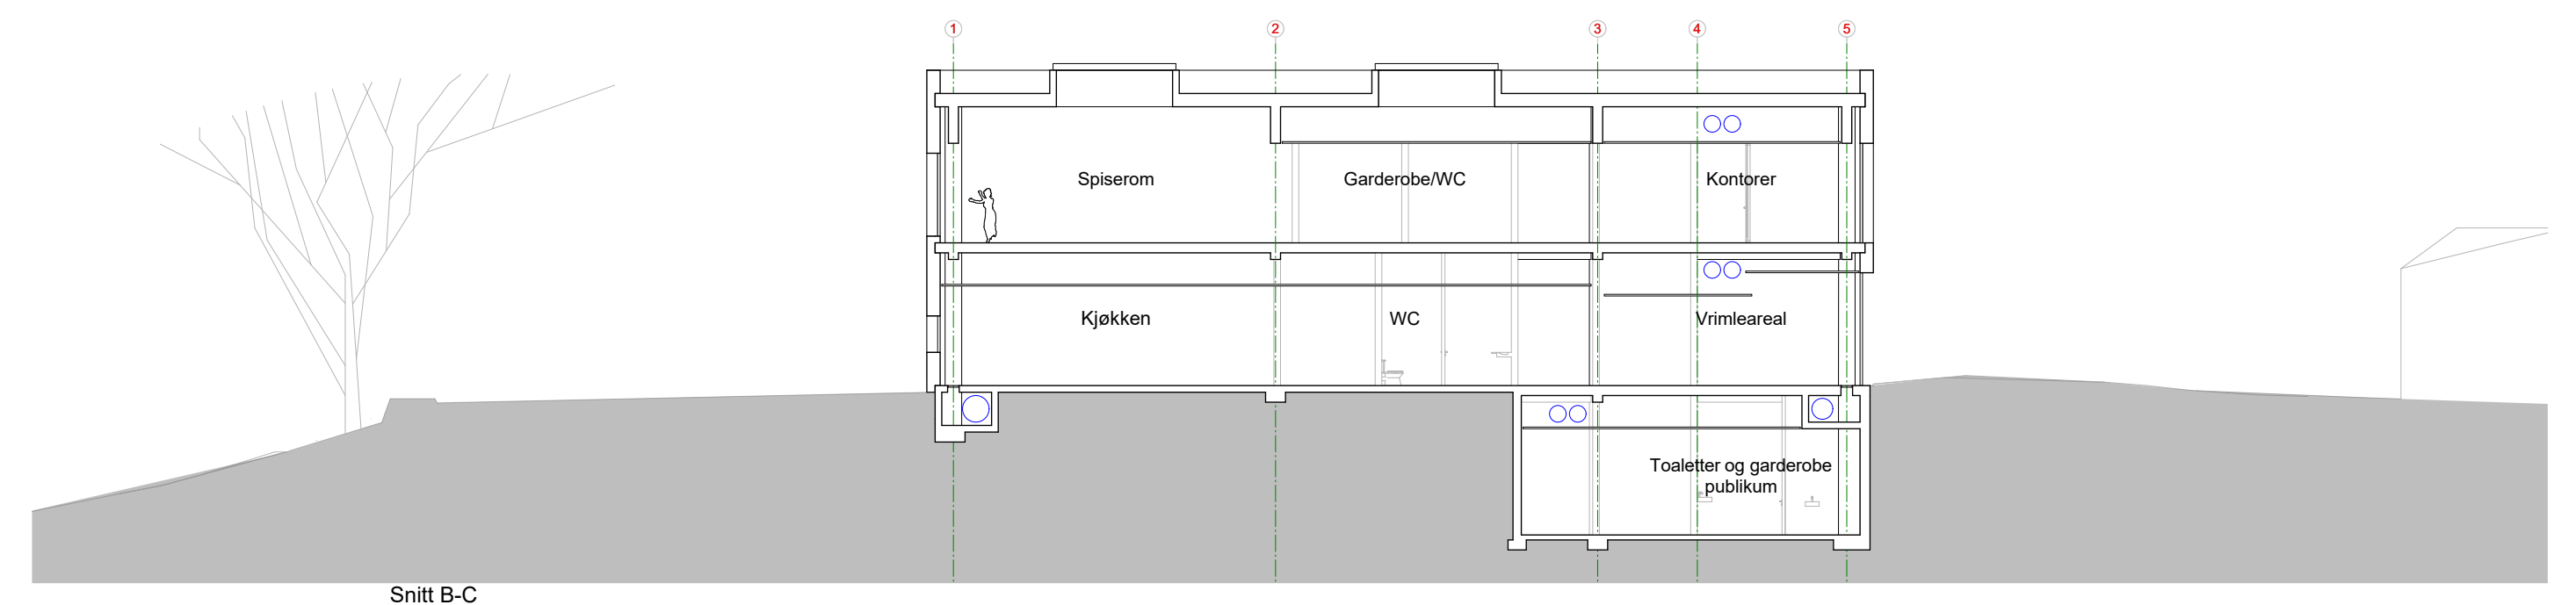 1 2 3 4 5
Spiserom Garderobe/WC Kontorer
Kjøkken WC Vrimleareal
Toaletter og garderobe
publikum
Snitt B-C